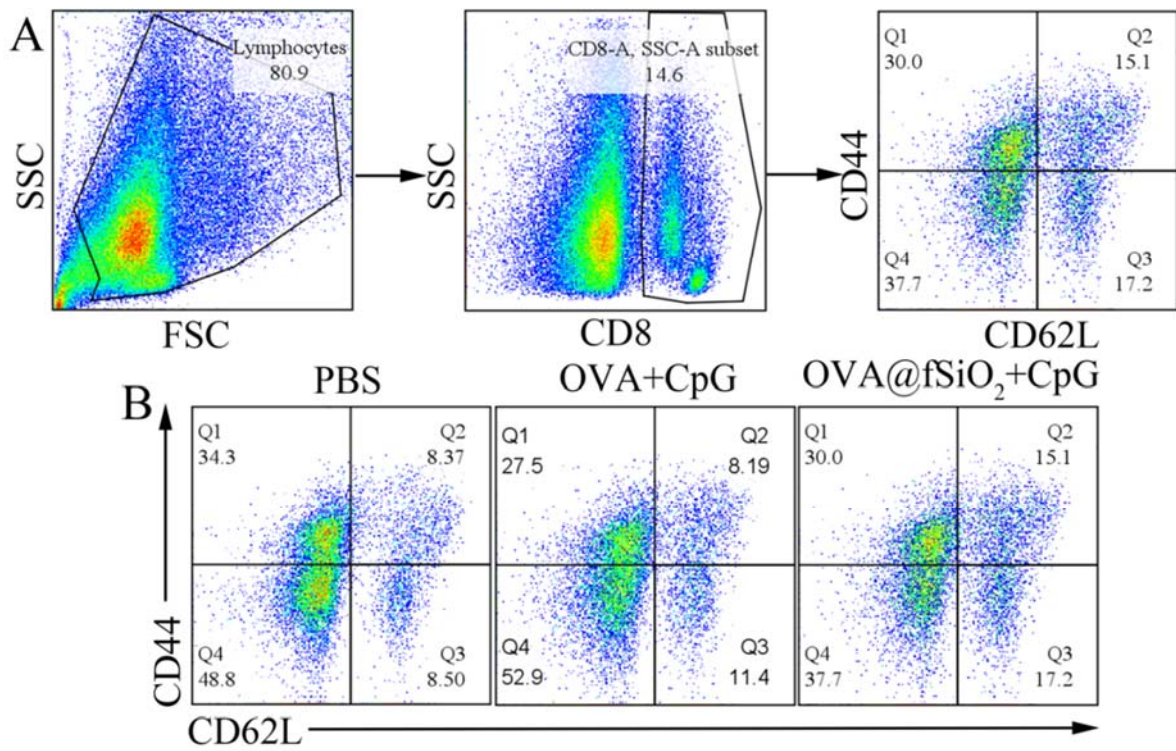 A
SSC
Lymphocytes
80.9
FSC
SSC
CD8-A, SSC-A subset
14.6
CD8
CD44
Q1
30.0
Q2
15.1
Q4
37.7
Q3
17.2
CD62L
B
PBS
OVA+CpG
OVA@fSiO₂+CpG
CD44
Q1
34.3
Q2
8.37
Q4
48.8
Q3
8.50
Q1
27.5
Q2
8.19
Q4
52.9
Q3
11.4
Q1
30.0
Q2
15.1
Q4
37.7
Q3
17.2
CD62L